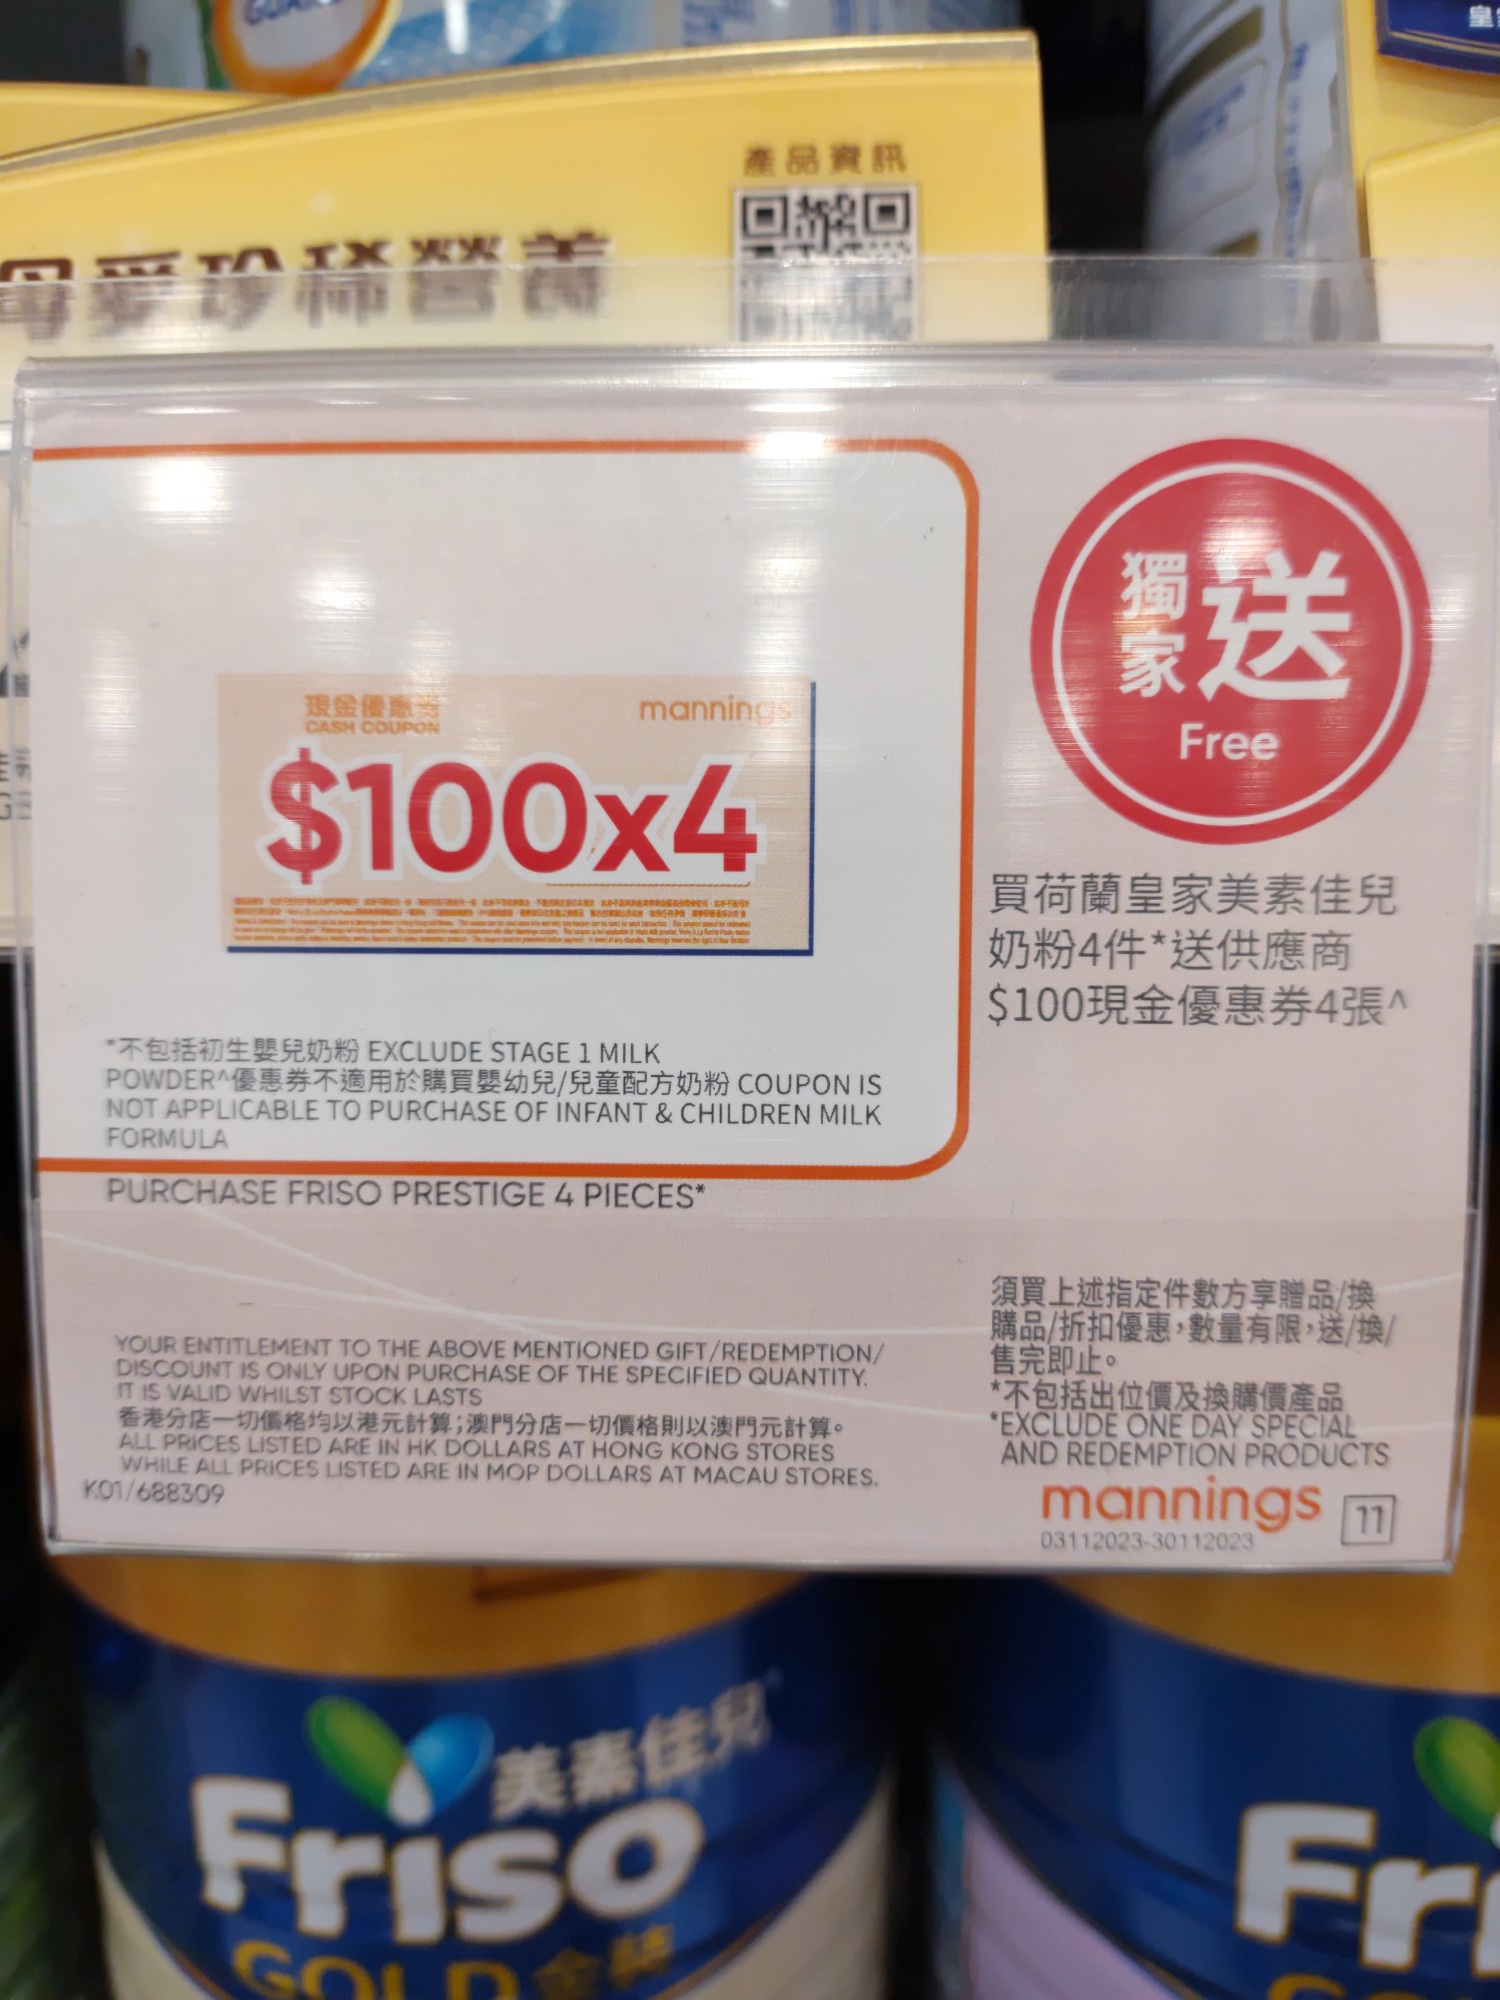 產品資訊
母愛珍稀營養
獨家
送
Free
現金優惠券
CASH COUPON
mannings
$100x4
買荷蘭皇家美素佳兒
奶粉4件*送供應商
$100現金優惠券4張^
*不包括初生嬰兒奶粉 EXCLUDE STAGE 1 MILK
POWDER^優惠券不適用於購買嬰幼兒/兒童配方奶粉 COUPON IS
NOT APPLICABLE TO PURCHASE OF INFANT & CHILDREN MILK
FORMULA
PURCHASE FRISO PRESTIGE 4 PIECES*
YOUR ENTITLEMENT TO THE ABOVE MENTIONED GIFT/REDEMPTION/
DISCOUNT IS ONLY UPON PURCHASE OF THE SPECIFIED QUANTITY.
IT IS VALID WHILST STOCK LASTS
香港分店一切價格均以港元計算;澳門分店一切價格則以澳門元計算。
ALL PRICES LISTED ARE IN HK DOLLARS AT HONG KONG STORES
WHILE ALL PRICES LISTED ARE IN MOP DOLLARS AT MACAU STORES.
K01/688309
須買上述指定件數方享贈品/換
購品/折扣優惠,數量有限,送/換/
售完即止。
*不包括出位價及換購價產品
*EXCLUDE ONE DAY SPECIAL
AND REDEMPTION PRODUCTS
mannings
11
03112023-30112023
美素佳兒
Friso
GOLD 金裝